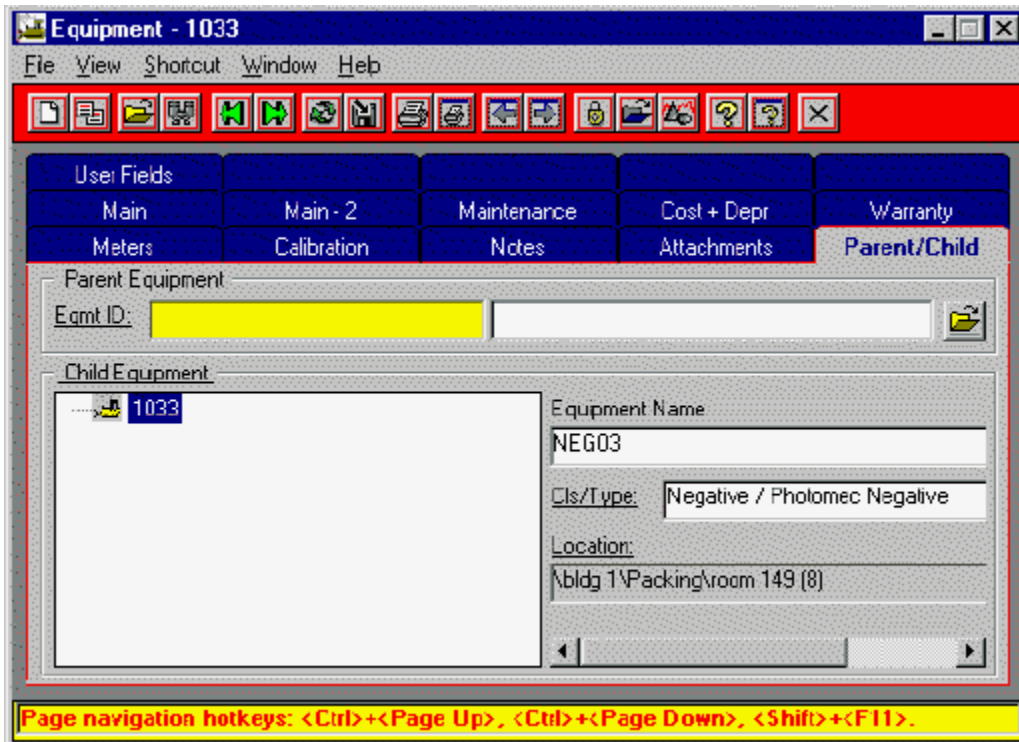 Equipment - 1033
File View Shortcut Window Help
User Fields
Main Main - 2 Maintenance Cost + Depr Warranty
Meters Calibration Notes Attachments Parent/Child
Parent Equipment
Eqmt ID:
Child Equipment
1033
Equipment Name
NEG03
Cls/Type: Negative / Photomec Negative
Location:
\bldg 1\Packing\room 149 (8)
Page navigation hotkeys: <Ctrl>+<Page Up>, <Ctrl>+<Page Down>, <Shift>+<F11>.